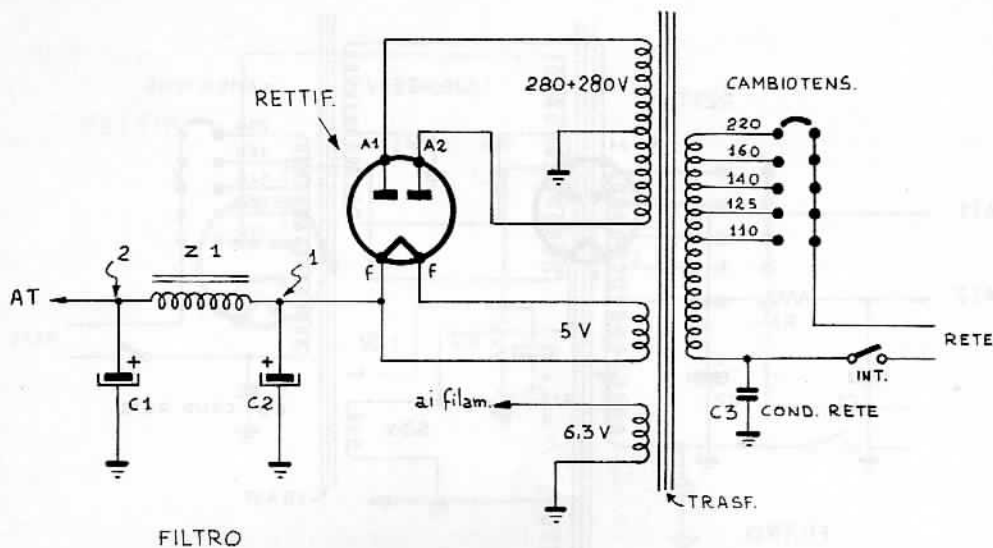 280+280V
CAMBIOTENS.
RETTIF.
220
A1
A2
160
140
125
110
2
Z 1
1
F
F
AT
5 V
RETE
+
+
INT.
C1
C2
ai filam.
C3
COND. RETE
6,3 V
TRASF.
FILTRO